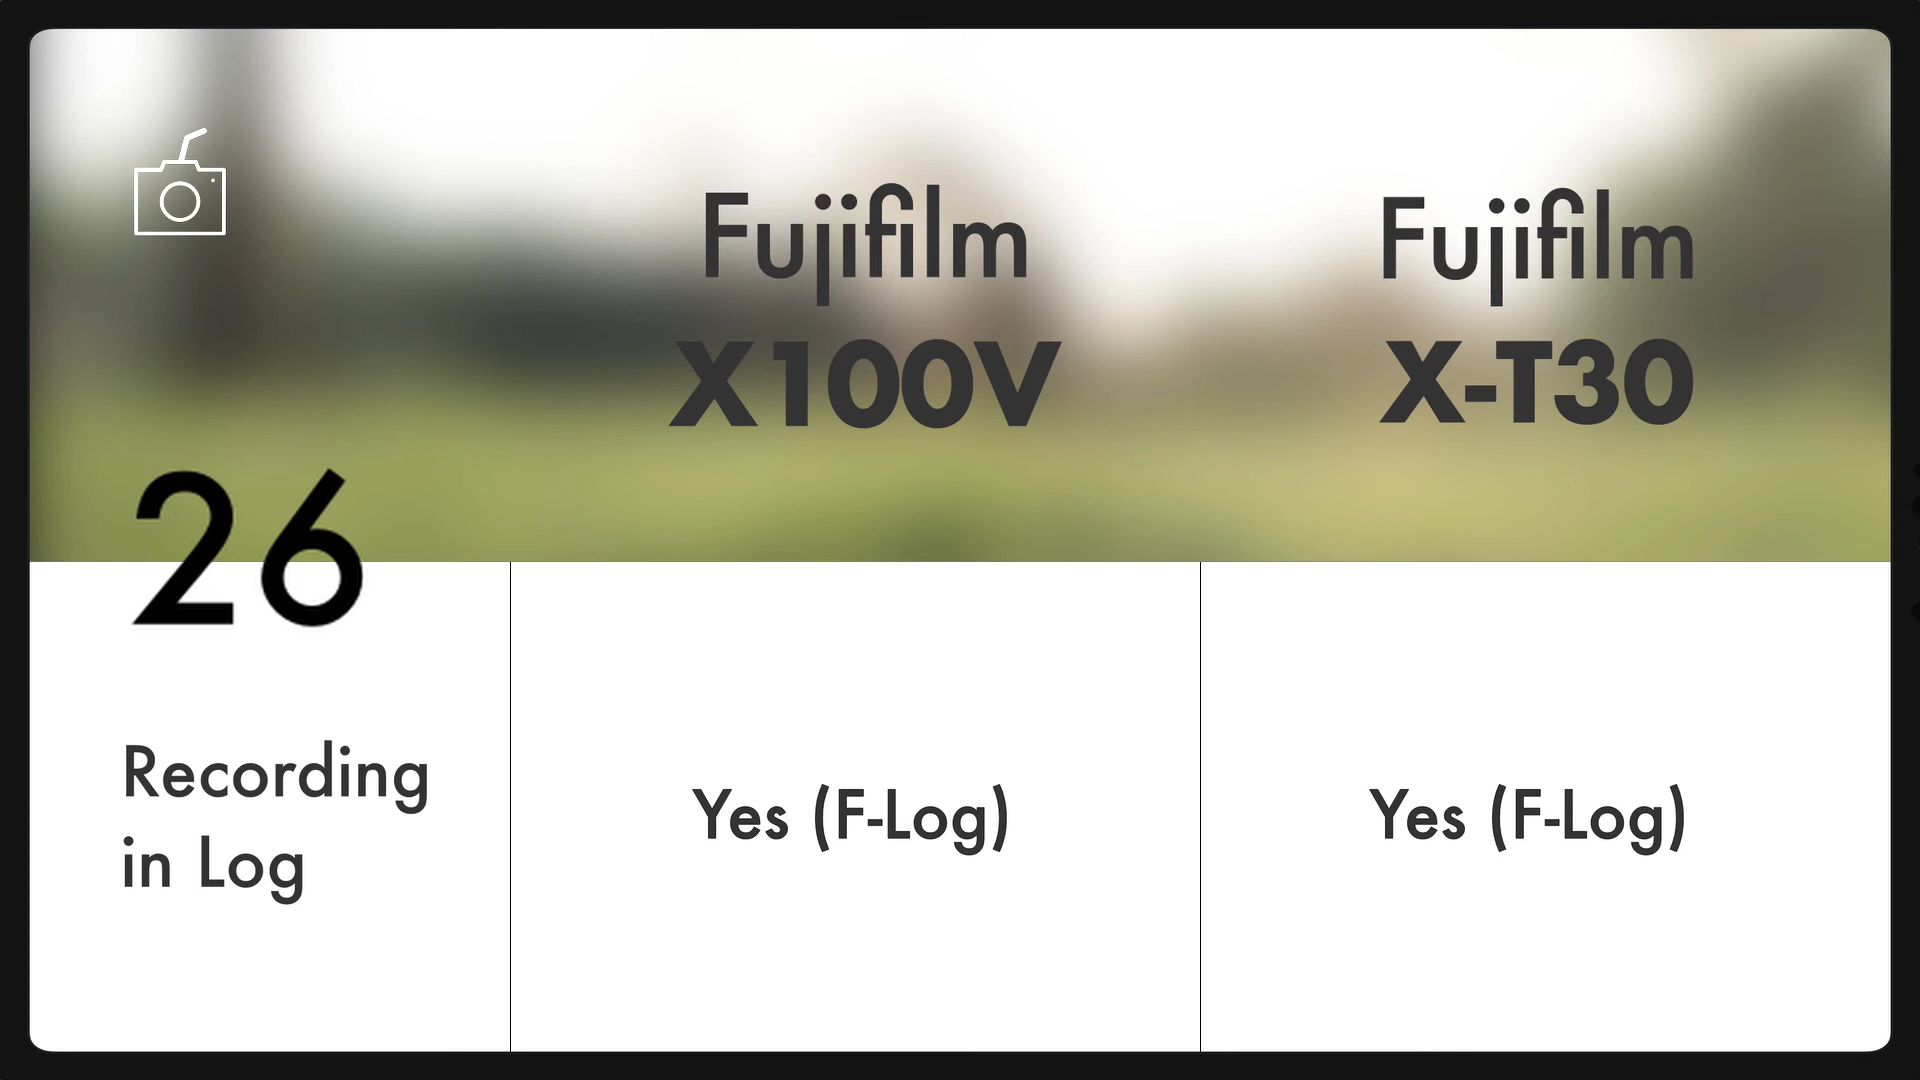 Fujifilm
X100V
Fujifilm
X-T30
26
Recording
in Log
Yes (F-Log)
Yes (F-Log)